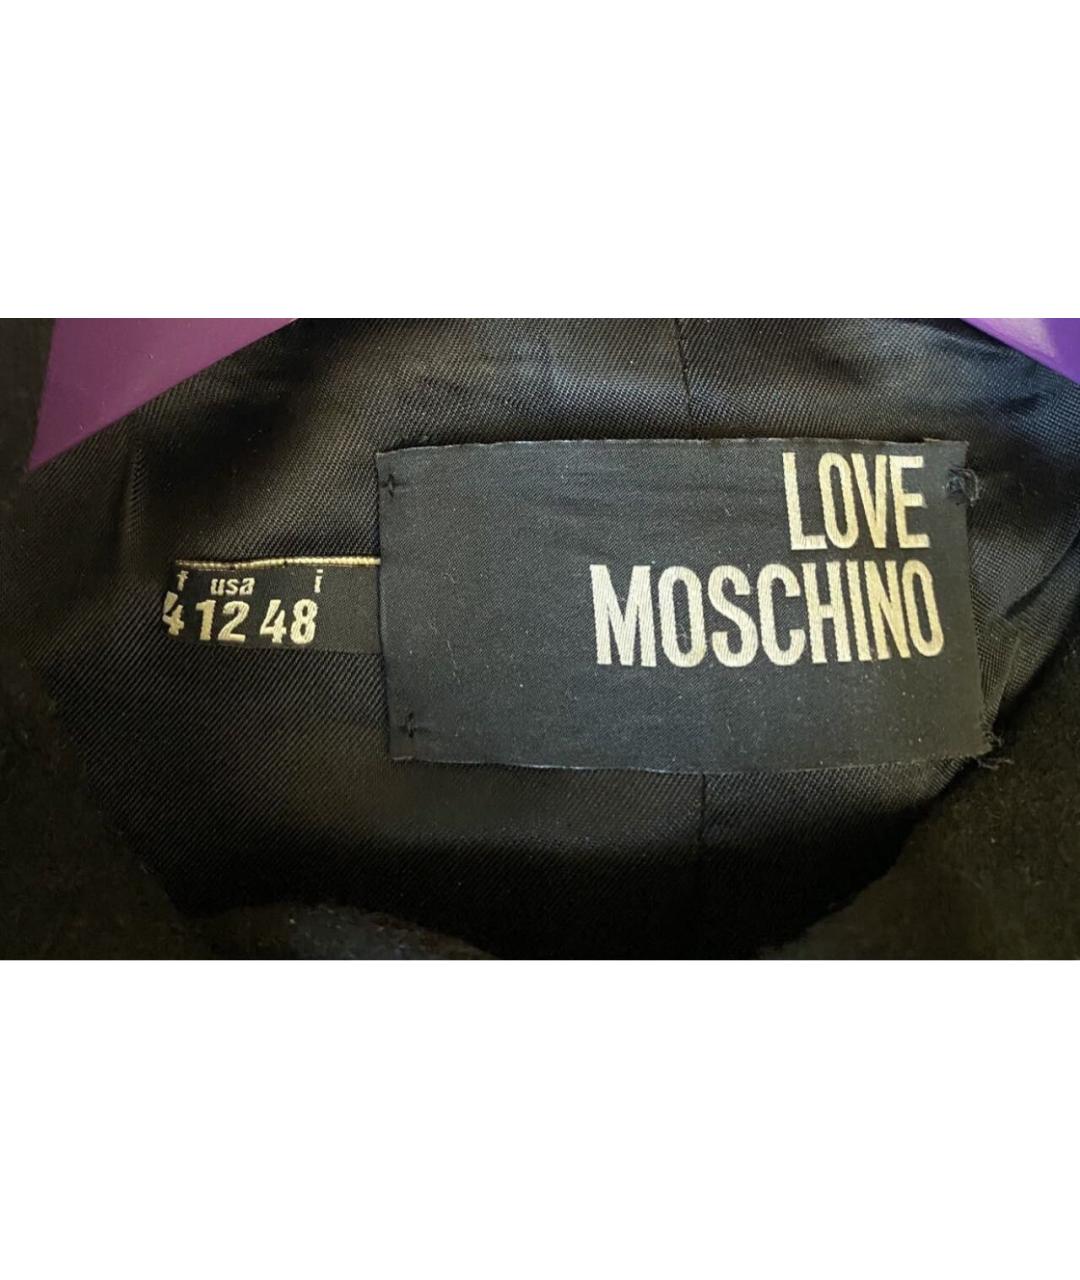 LOVE
MOSCHINO
f usa i
4 12 48